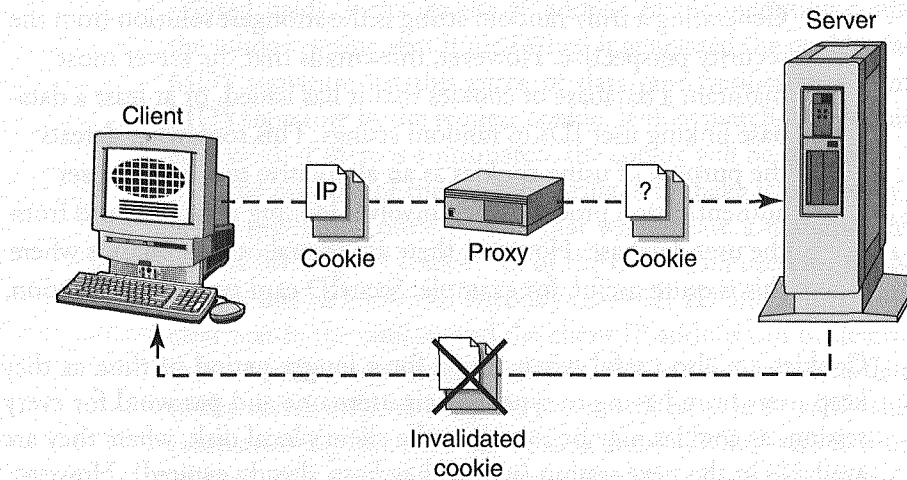 Server
Client
IP
?
Cookie
Proxy
Cookie
Invalidated
cookie